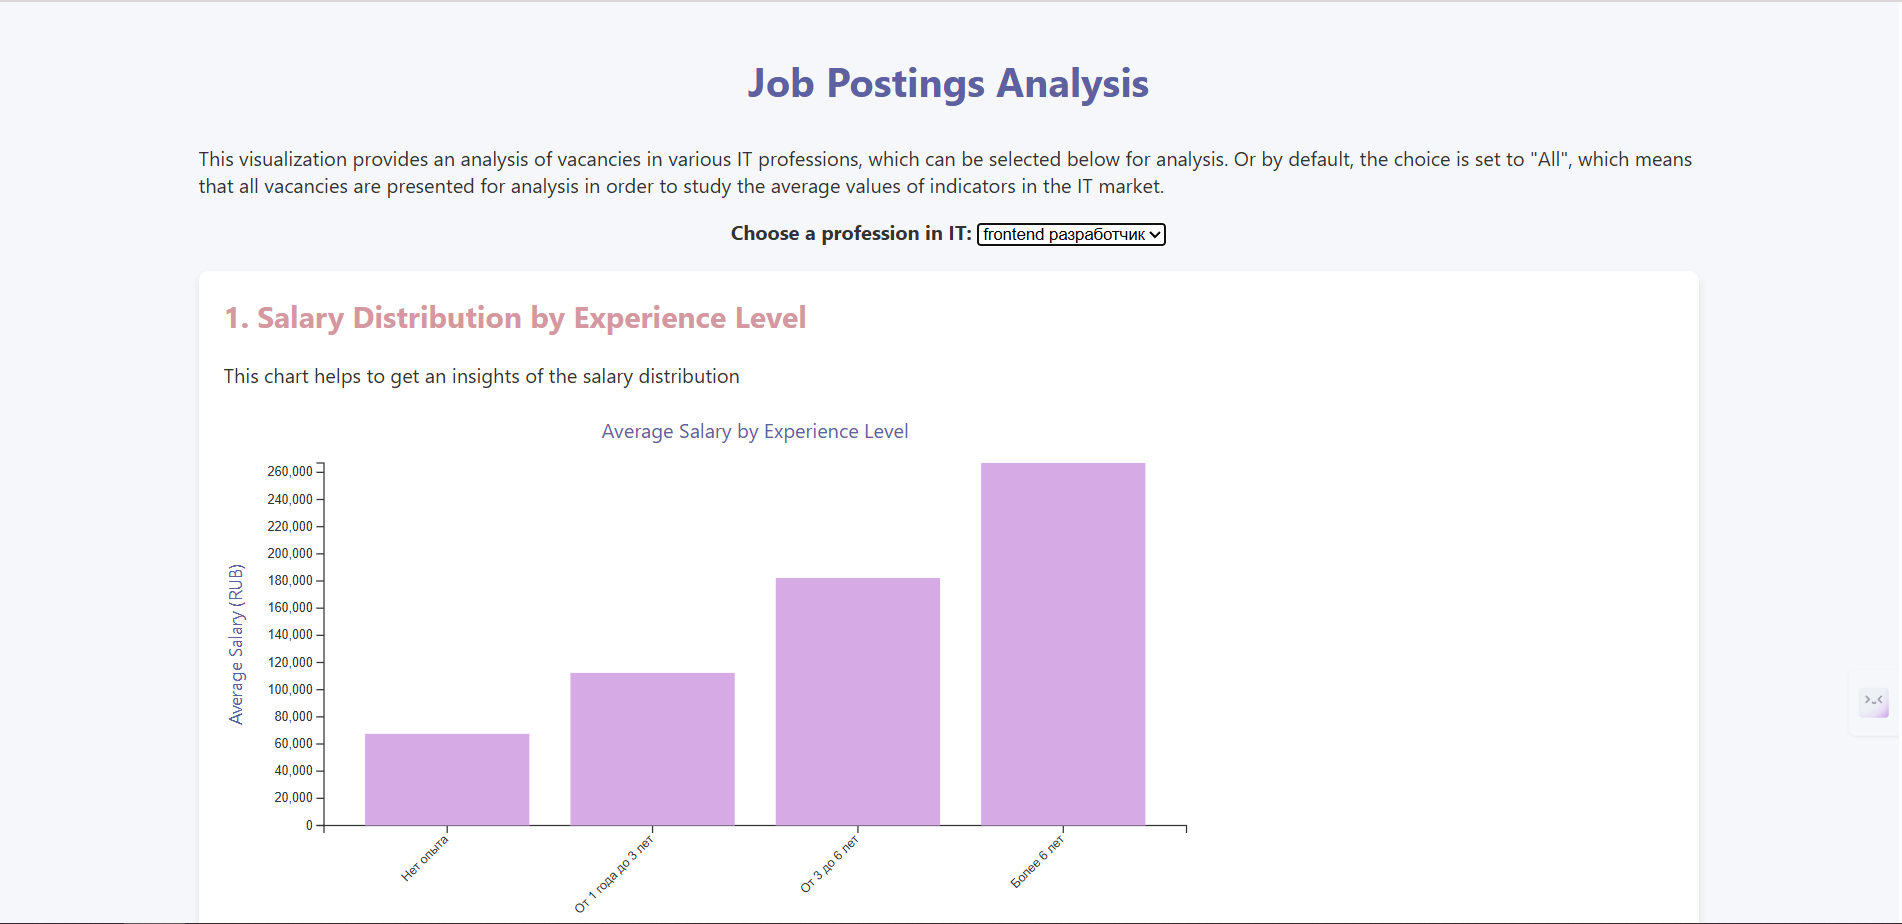 Job Postings Analysis
This visualization provides an analysis of vacancies in various IT professions, which can be selected below for analysis. Or by default, the choice is set to "All", which means
that all vacancies are presented for analysis in order to study the average values of indicators in the IT market.
Choose a profession in IT: frontend разработчик
1. Salary Distribution by Experience Level
This chart helps to get an insights of the salary distribution
Average Salary by Experience Level
Average Salary (RUB)
260,000
240,000
220,000
200,000
180,000
160,000
140,000
120,000
100,000
80,000
60,000
40,000
20,000
0
Нет опыта
От 1 года до 3 лет
От 3 до 6 лет
Более 6 лет